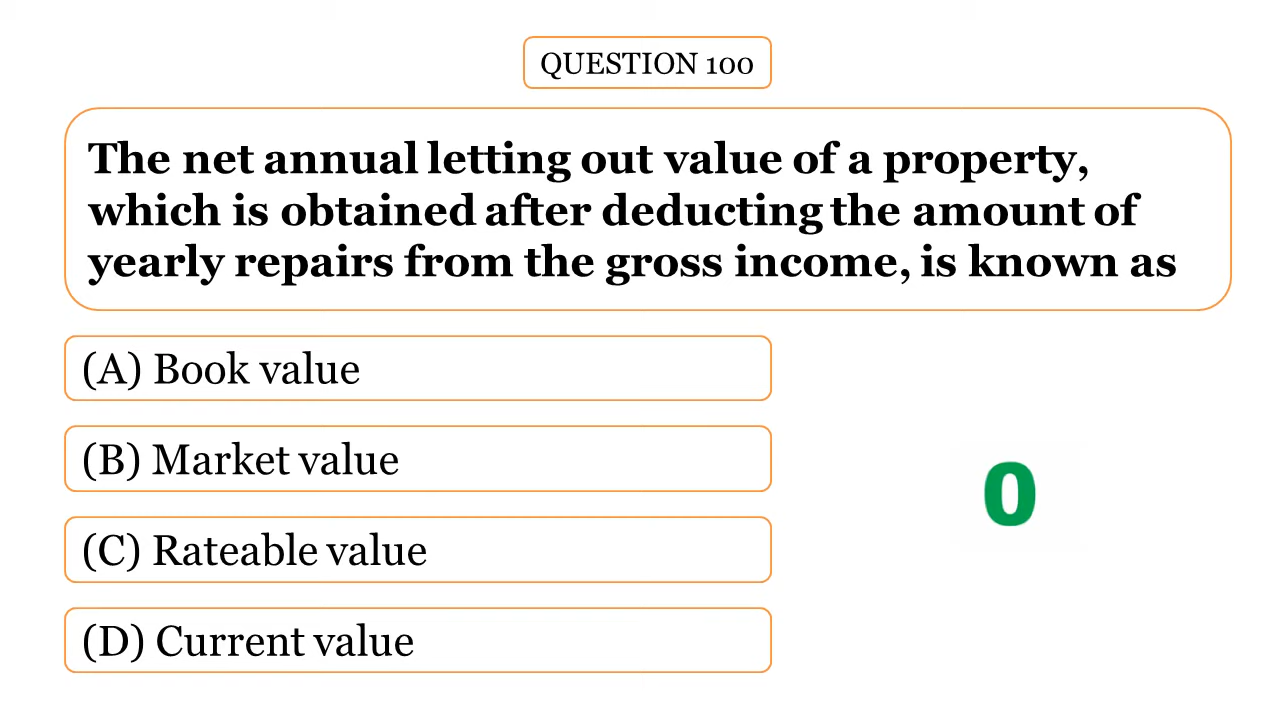 QUESTION 100
The net annual letting out value of a property,
which is obtained after deducting the amount of
yearly repairs from the gross income, is known as
(A) Book value
(B) Market value
(C) Rateable value
(D) Current value
0